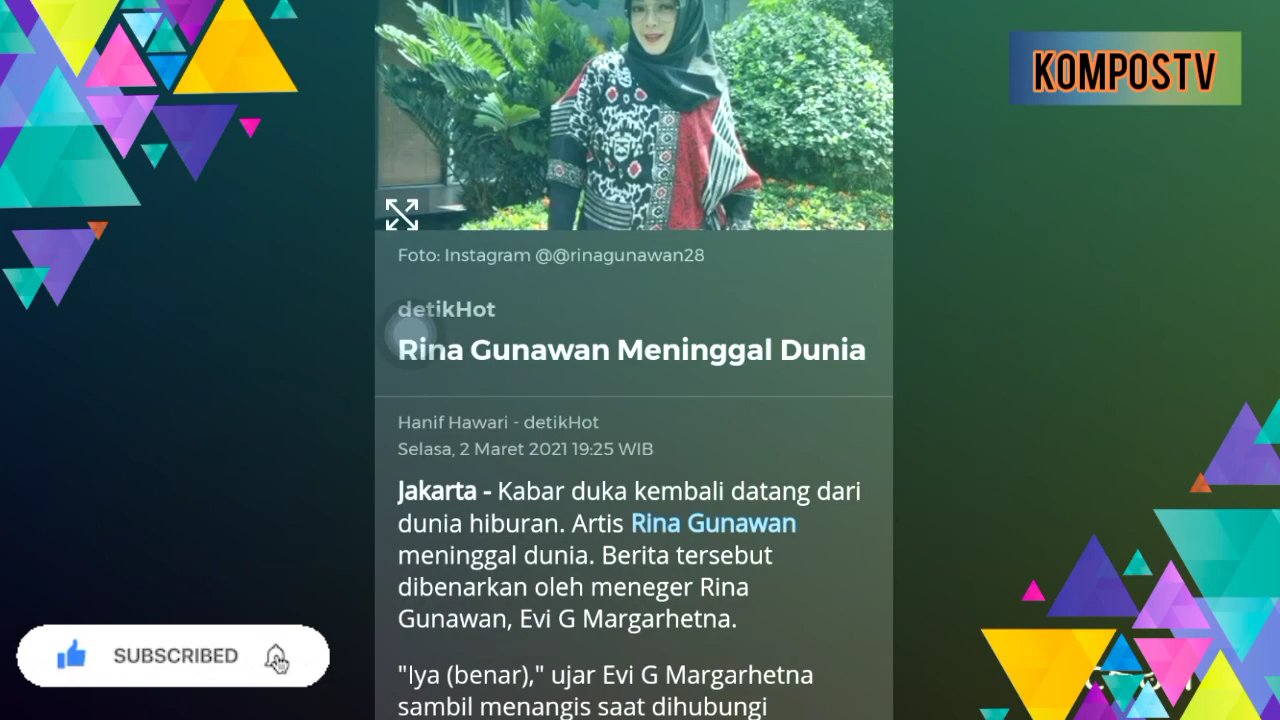 KOMPOSTV
Foto: Instagram @@rinagunawan28
detikHot
Rina Gunawan Meninggal Dunia
Hanif Hawari - detikHot
Selasa, 2 Maret 2021 19:25 WIB
Jakarta - Kabar duka kembali datang dari
dunia hiburan. Artis Rina Gunawan
meninggal dunia. Berita tersebut
dibenarkan oleh meneger Rina
Gunawan, Evi G Margarhetna.
"Iya (benar)," ujar Evi G Margarhetna
sambil menangis saat dihubungi
SUBSCRIBED